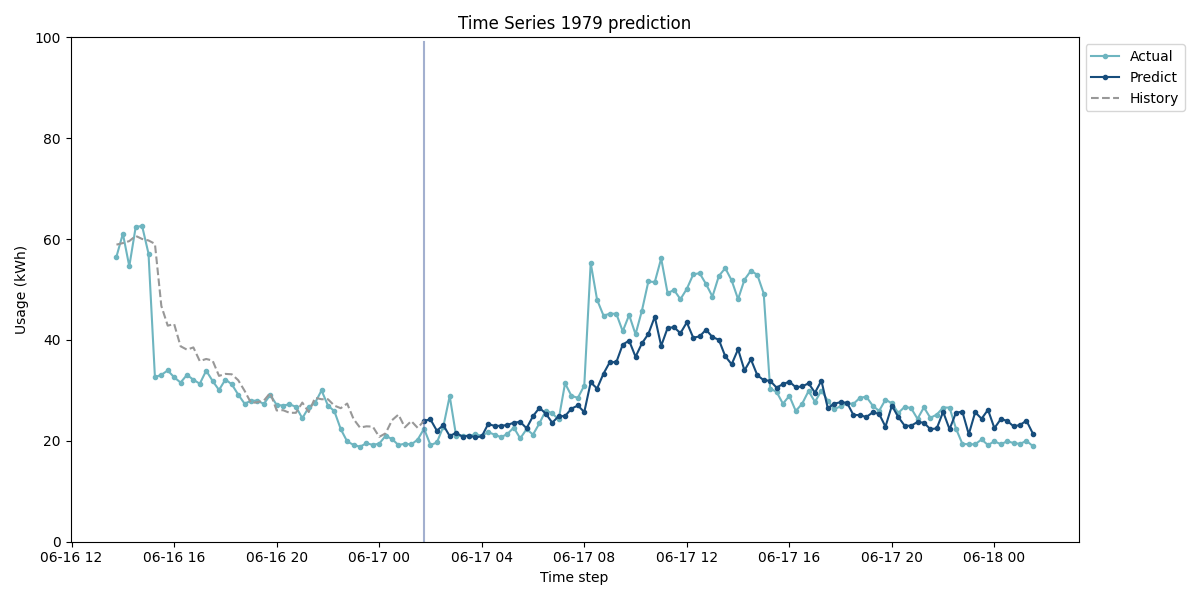 Time Series 1979 prediction
100
80
60
40
20
0
Usage (kWh)
06-16 12
06-16 16
06-16 20
06-17 00
06-17 04
06-17 08
06-17 12
06-17 16
06-17 20
06-18 00
Time step
Actual
Predict
History